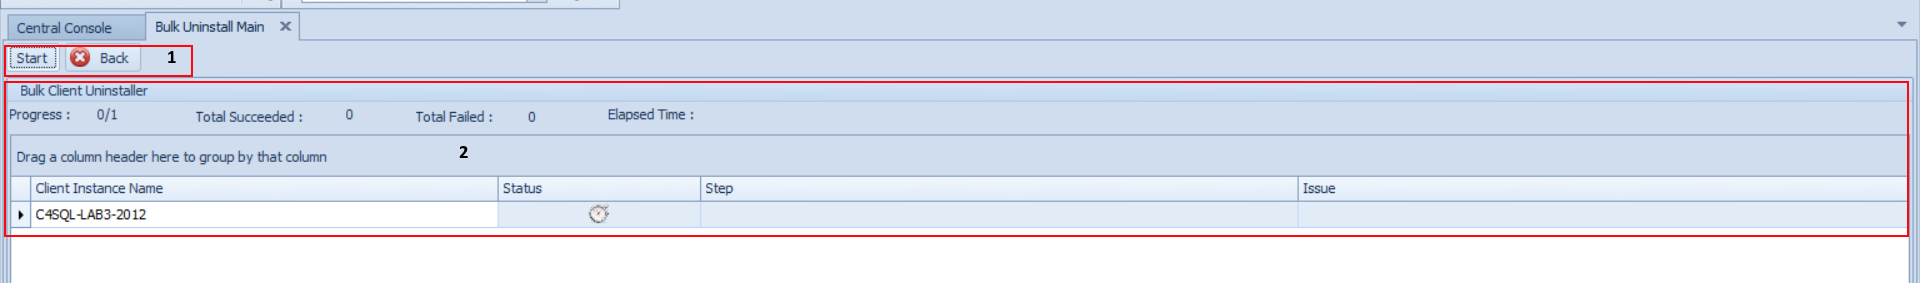 Central Console Bulk Uninstall Main
Start Back 1
Bulk Client Uninstaller
Progress : 0/1 Total Succeeded : 0 Total Failed : 0 Elapsed Time :
2
Drag a column header here to group by that column
Client Instance Name Status Step Issue
C4SQL-LAB3-2012